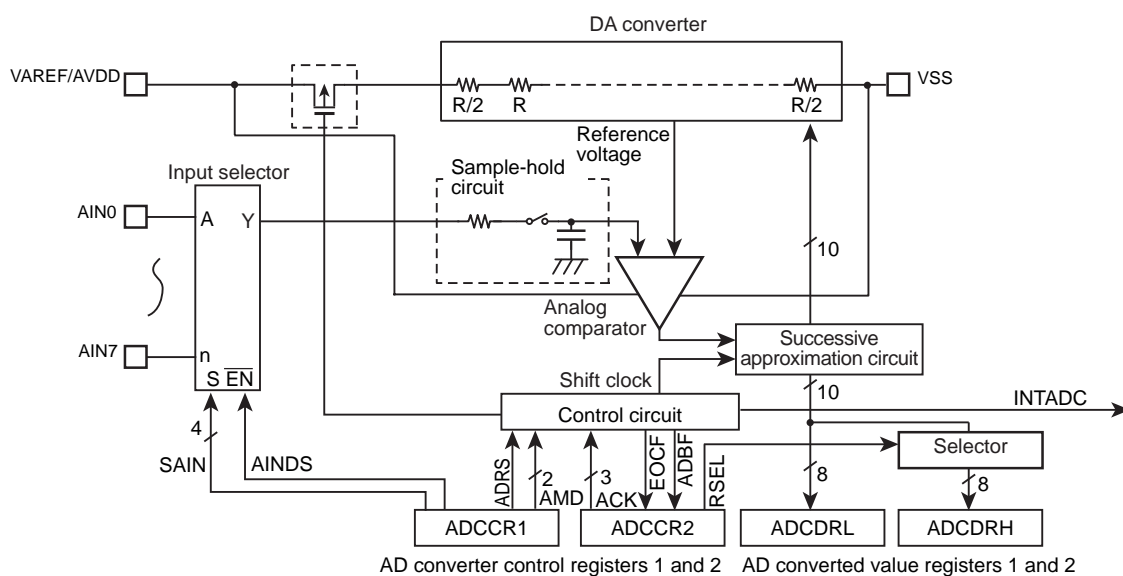 DA converter
VAREF/AVDD
R/2
R
R/2
VSS
Reference
voltage
Sample-hold
circuit
Input selector
AIN0
A
Y
10
Analog
comparator
AIN7
n
S
EN
Successive
approximation circuit
Shift clock
10
Control circuit
INTADC
4
SAIN
AINDS
ADRS
2
AMD
3
ACK
EOCF
ADBF
RSEL
Selector
8
8
ADCCR1
ADCCR2
ADCDRL
ADCDRH
AD converter control registers 1 and 2
AD converted value registers 1 and 2